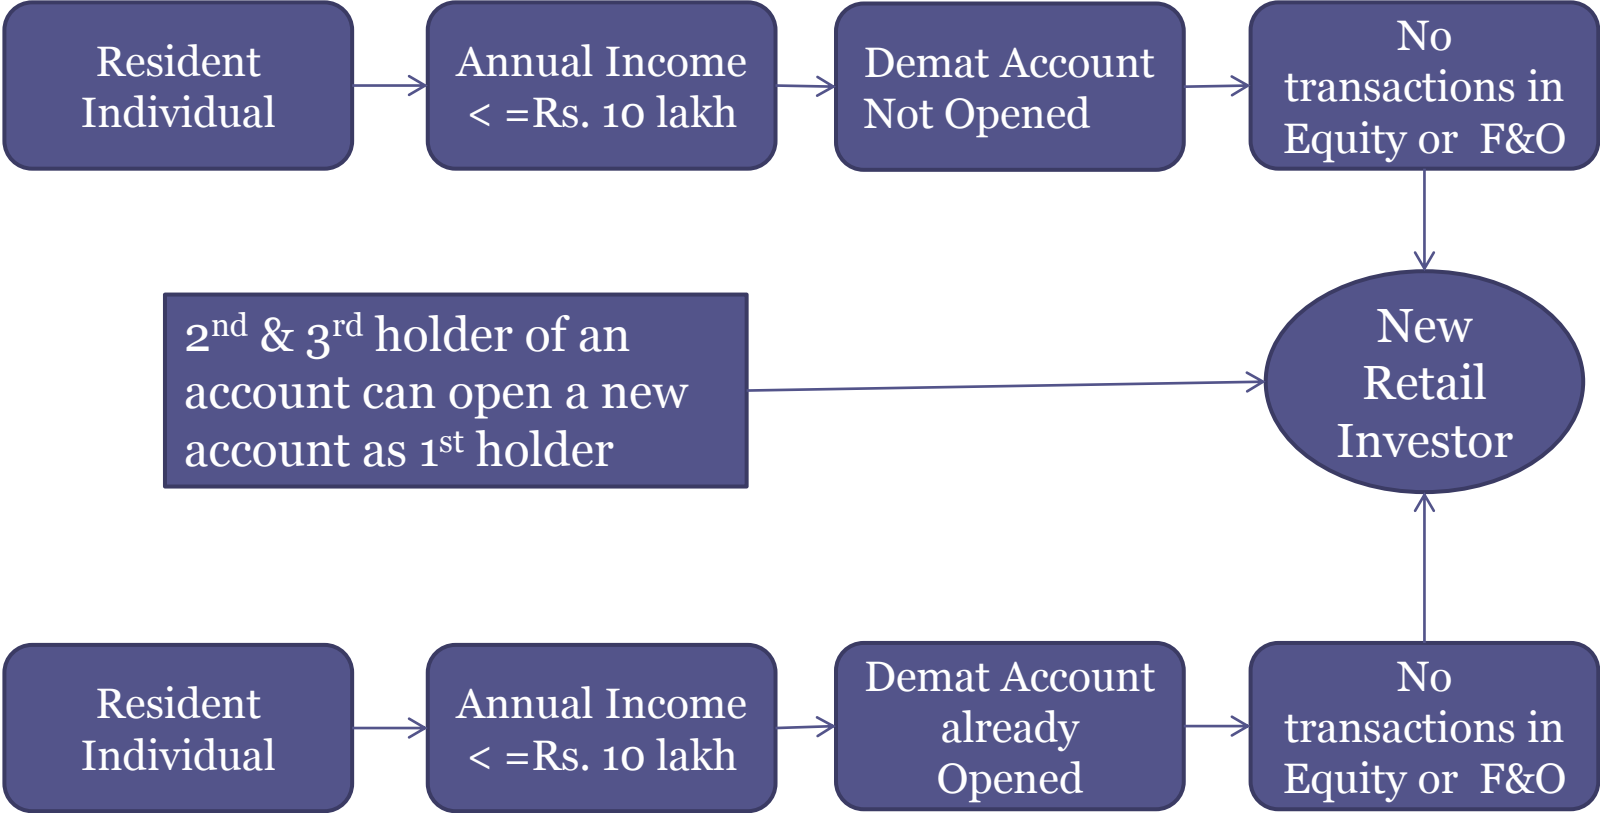 Resident
Individual
Annual Income
< =Rs. 10 lakh
Demat Account
Not Opened
No
transactions in
Equity or F&O
2nd & 3rd holder of an
account can open a new
account as 1st holder
New
Retail
Investor
Resident
Individual
Annual Income
< =Rs. 10 lakh
Demat Account
already
Opened
No
transactions in
Equity or F&O